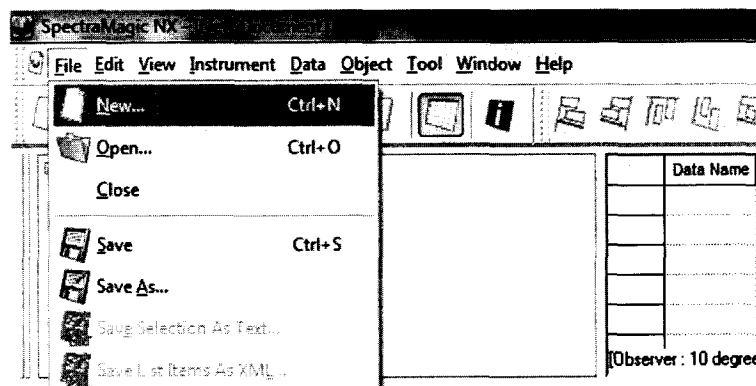 SpectraMagic NX
File Edit View Instrument Data Object Tool Window Help
New... Ctrl+N
Open... Ctrl+O
Close
Save Ctrl+S
Save As...
Save Selection As Text...
Save List Items As XML...
Data Name
[Observer : 10 degree